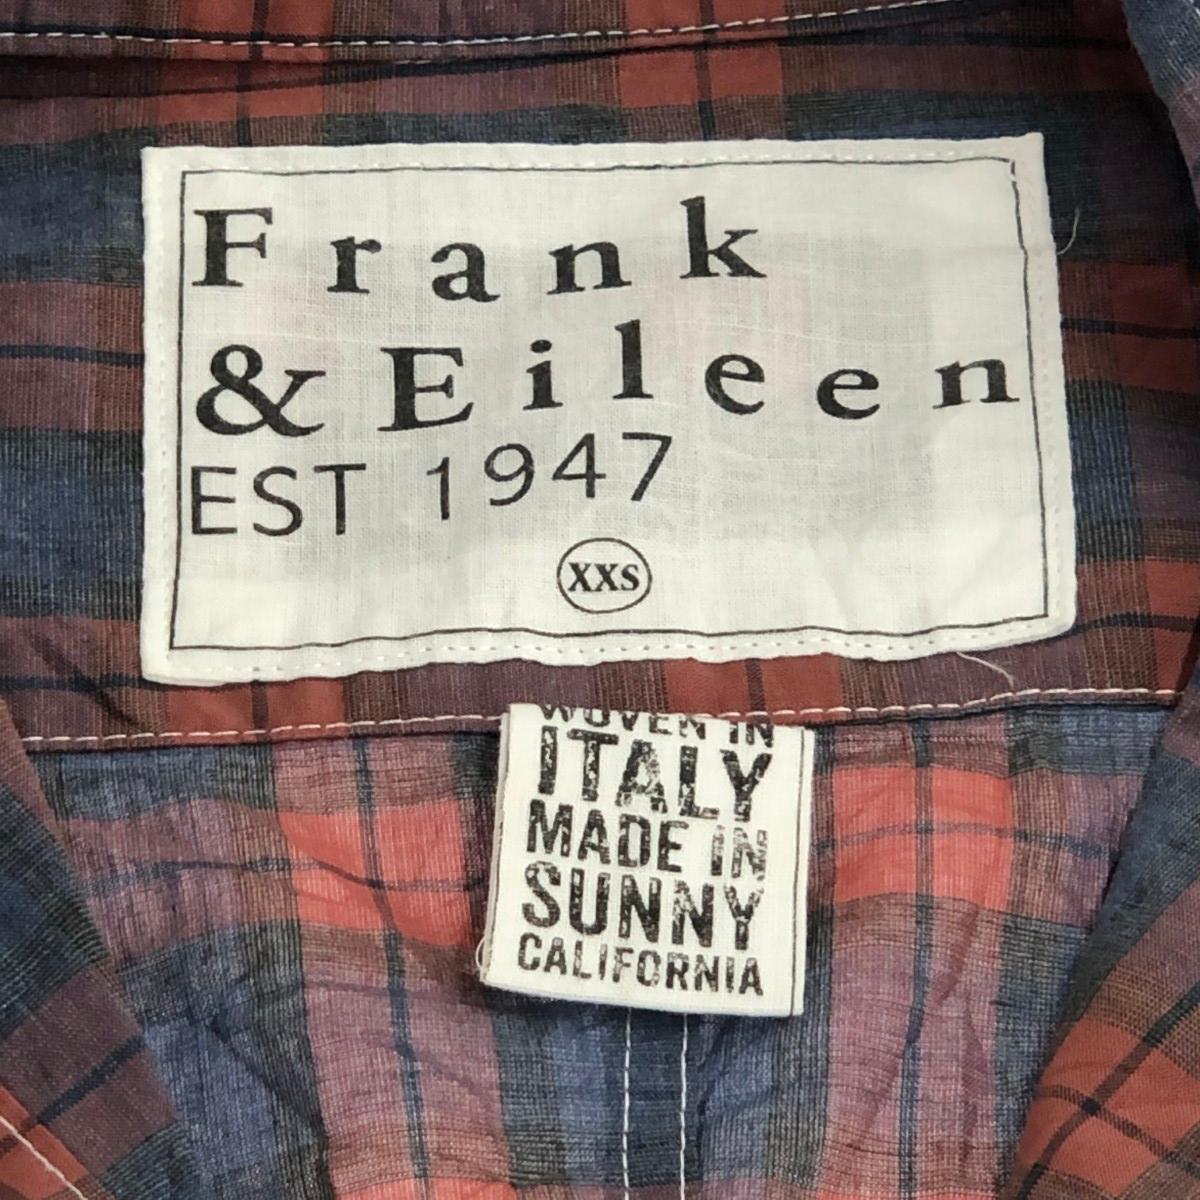 Frank
& Eileen
EST 1947
XXS
WOVEN IN
ITALY
MADE IN
SUNNY
CALIFORNIA